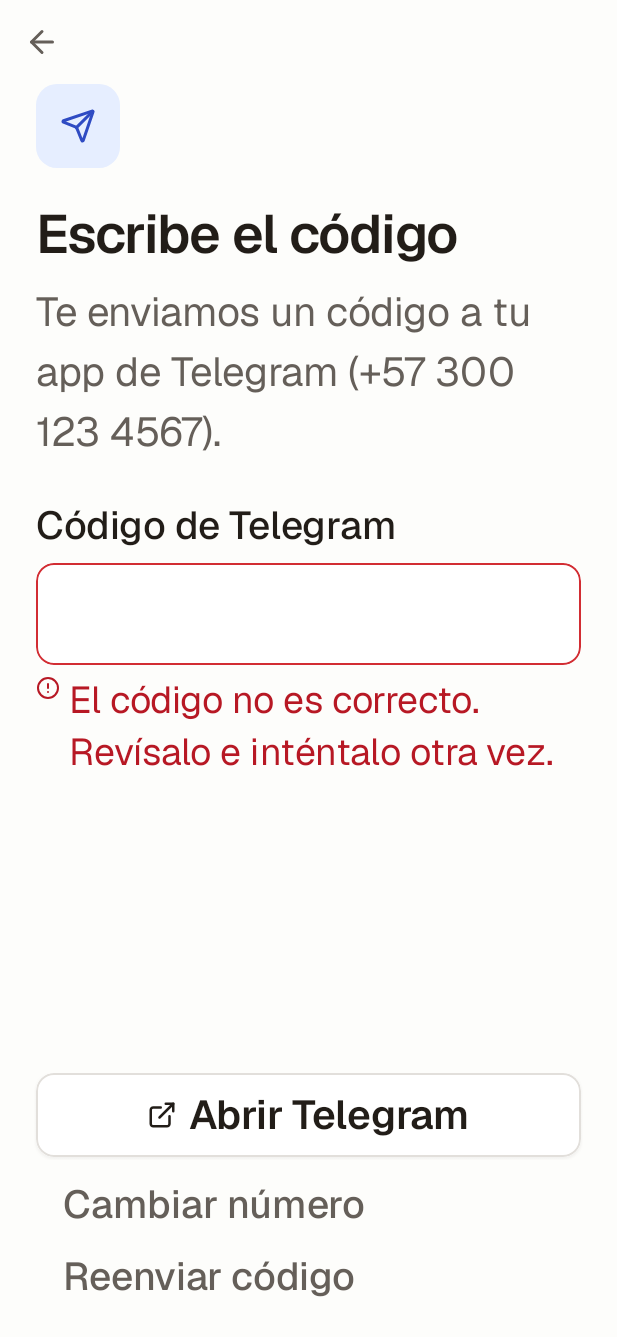 Escribe el código
Te enviamos un código a tu
app de Telegram (+57 300
123 4567).
Código de Telegram
El código no es correcto.
Revísalo e inténtalo otra vez.
Abrir Telegram
Cambiar número
Reenviar código